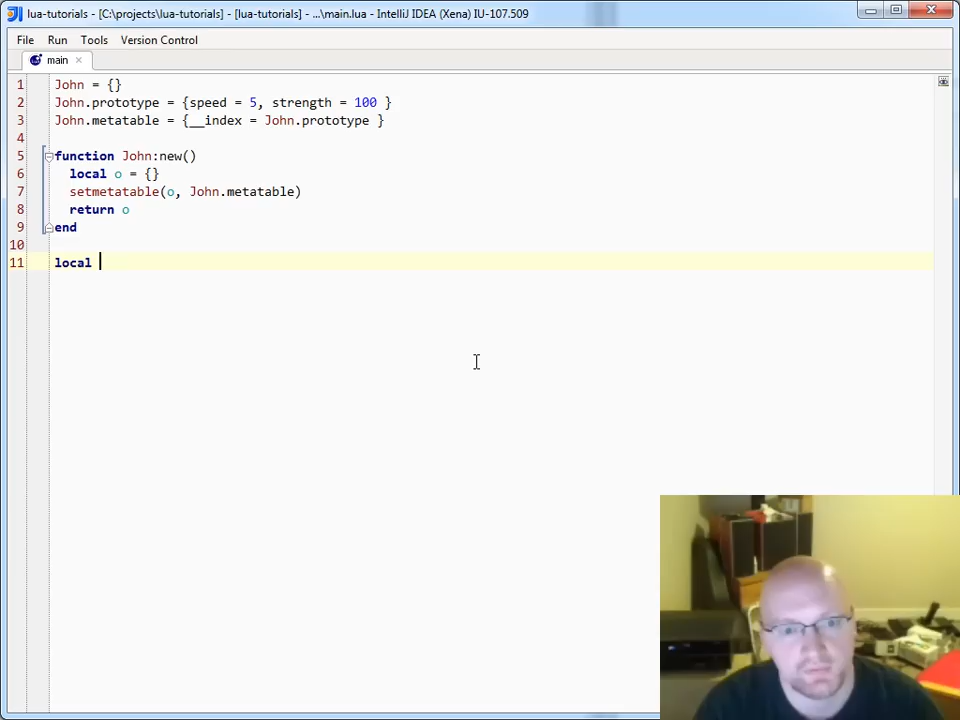 lua-tutorials - [C:\projects\lua-tutorials] - [lua-tutorials] - ...\main.lua - IntelliJ IDEA (Xena) IU-107.509
File Run Tools Version Control
main
1 John = {}
2 John.prototype = {speed = 5, strength = 100 }
3 John.metatable = {__index = John.prototype }
4
5 function John:new()
6 local o = {}
7 setmetatable(o, John.metatable)
8 return o
9 end
10
11 local